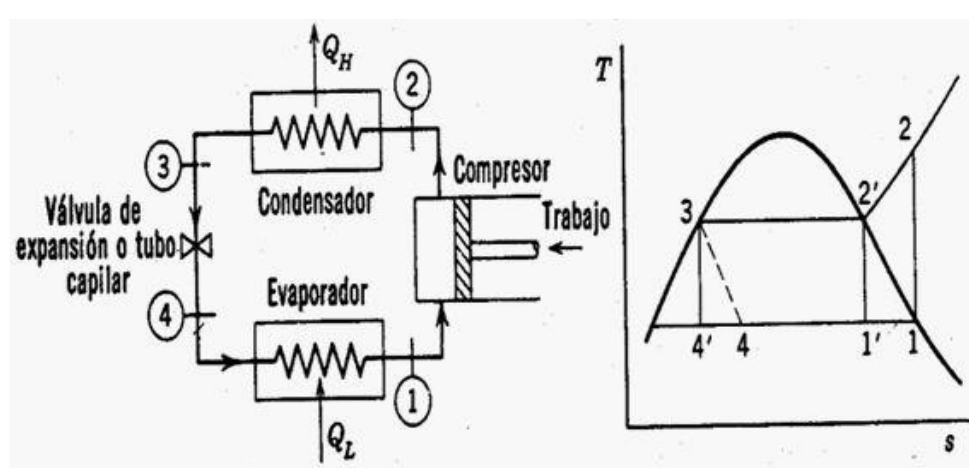 Q_H
2
3
Condensador
Compresor
Trabajo
Válvula de
expansión o tubo
capilar
4
Evaporador
1
Q_L
T
2
3
2'
4'
4
1'
1
s